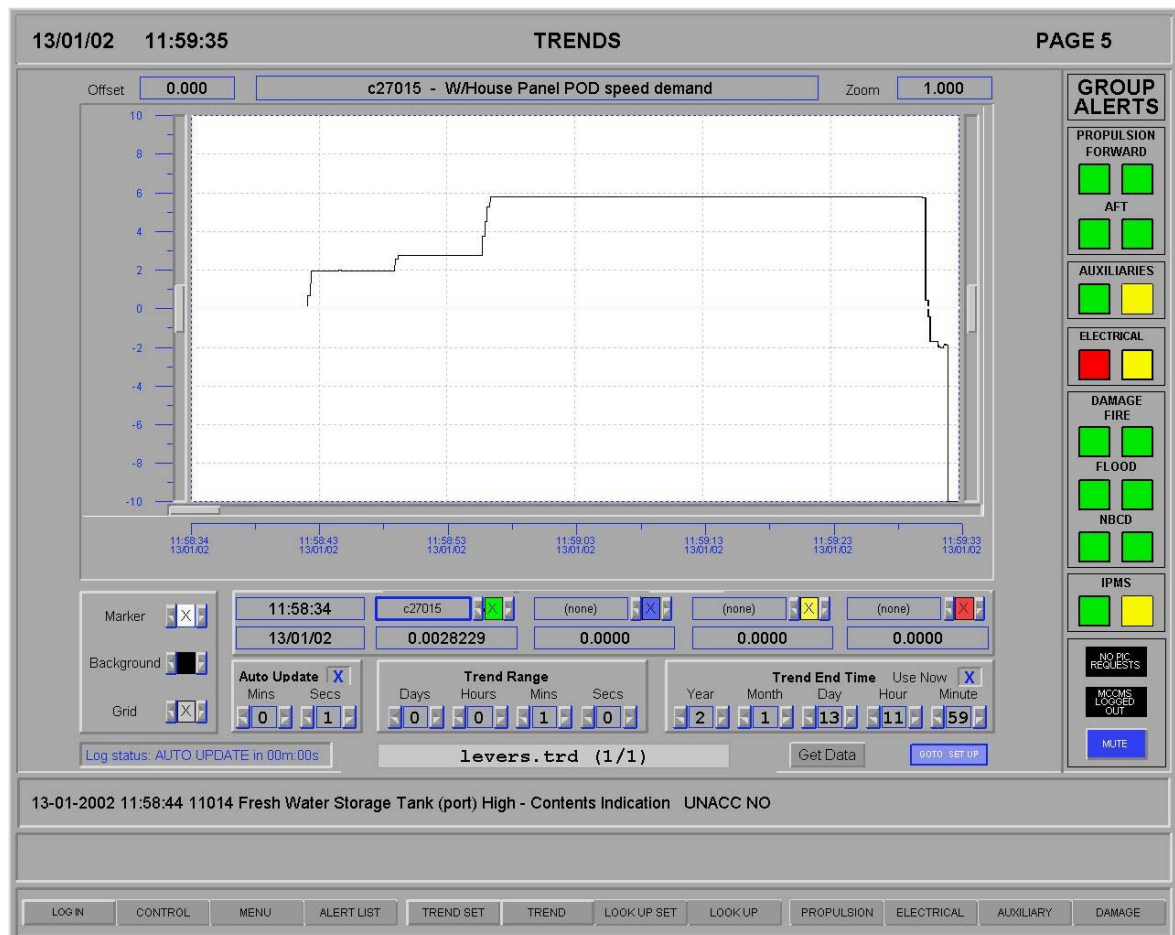 13/01/02 11:59:35 TRENDS PAGE 5
Offset 0.000 c27015 - W/House Panel POD speed demand Zoom 1.000
10
8
6
4
2
0
-2
-4
-6
-8
-10
11:58:34 11:58:43 11:58:53 11:59:03 11:59:13 11:59:23 11:59:33
13/01/02 13/01/02 13/01/02 13/01/02 13/01/02 13/01/02 13/01/02
Marker X
Background
Grid X
11:58:34 c27015 X (none) X (none) X (none) X
13/01/02 0.0028229 0.0000 0.0000 0.0000
Auto Update X
Mins Secs
0 1
Trend Range
Days Hours Mins Secs
0 0 1 0
Trend End Time Use Now X
Year Month Day Hour Minute
2 1 13 11 59
Log status: AUTO UPDATE in 00m:00s levers.trd (1/1) Get Data GOTO SET UP
GROUP
ALERTS
PROPULSION
FORWARD
AFT
AUXILIARIES
ELECTRICAL
DAMAGE
FIRE
FLOOD
NBCD
IPMS
NO PIC
REQUESTS
MCCMS
LOGGED
OUT
MUTE
13-01-2002 11:58:44 11014 Fresh Water Storage Tank (port) High - Contents Indication UNACC NO
LOG IN CONTROL MENU ALERT LIST TREND SET TREND LOOK UP SET LOOK UP PROPULSION ELECTRICAL AUXILIARY DAMAGE